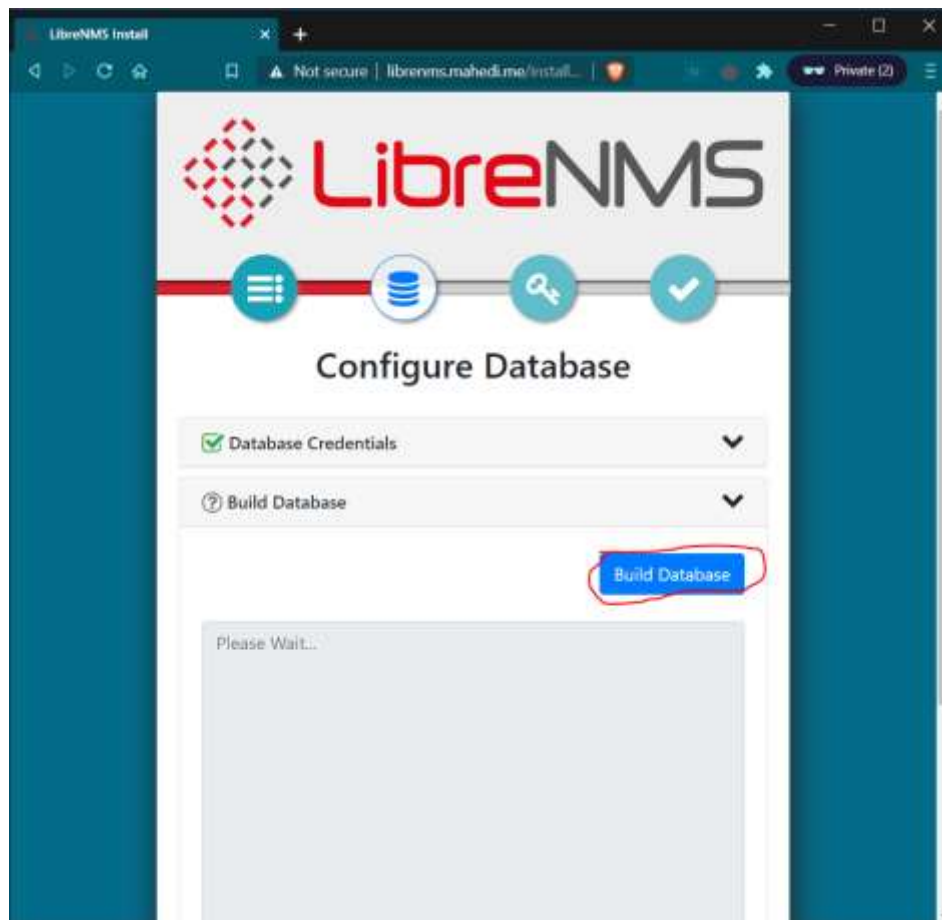 LibreNMS Install
Not secure | librenms.mahedi.me/install...
Private (2)
LibreNMS
Configure Database
Database Credentials
Build Database
Build Database
Please Wait...